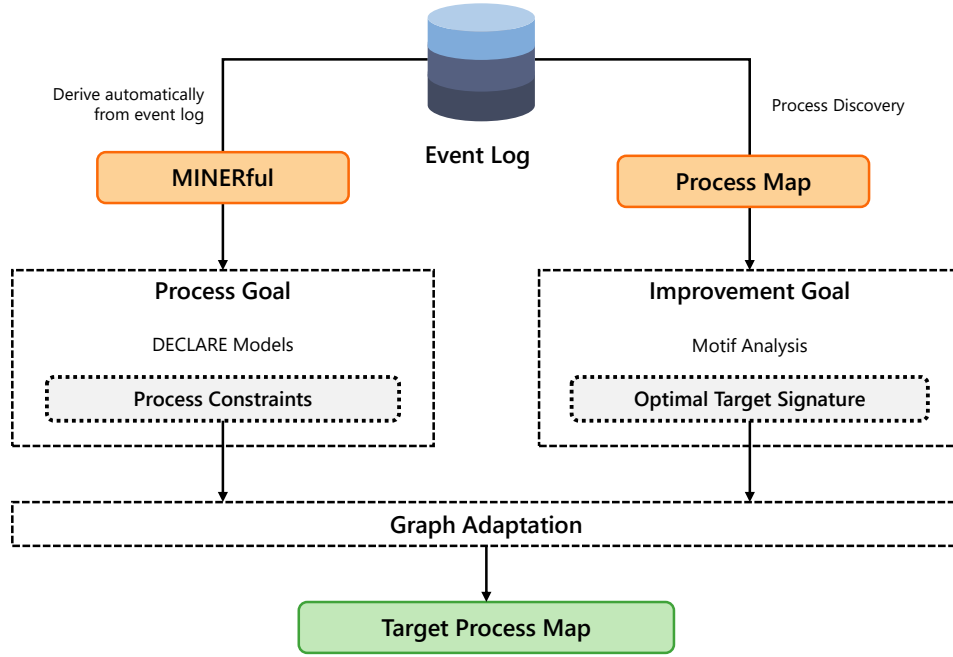 Derive automatically
from event log
Process Discovery
Event Log
MINERful
Process Map
Process Goal
Improvement Goal
DECLARE Models
Motif Analysis
Process Constraints
Optimal Target Signature
Graph Adaptation
Target Process Map